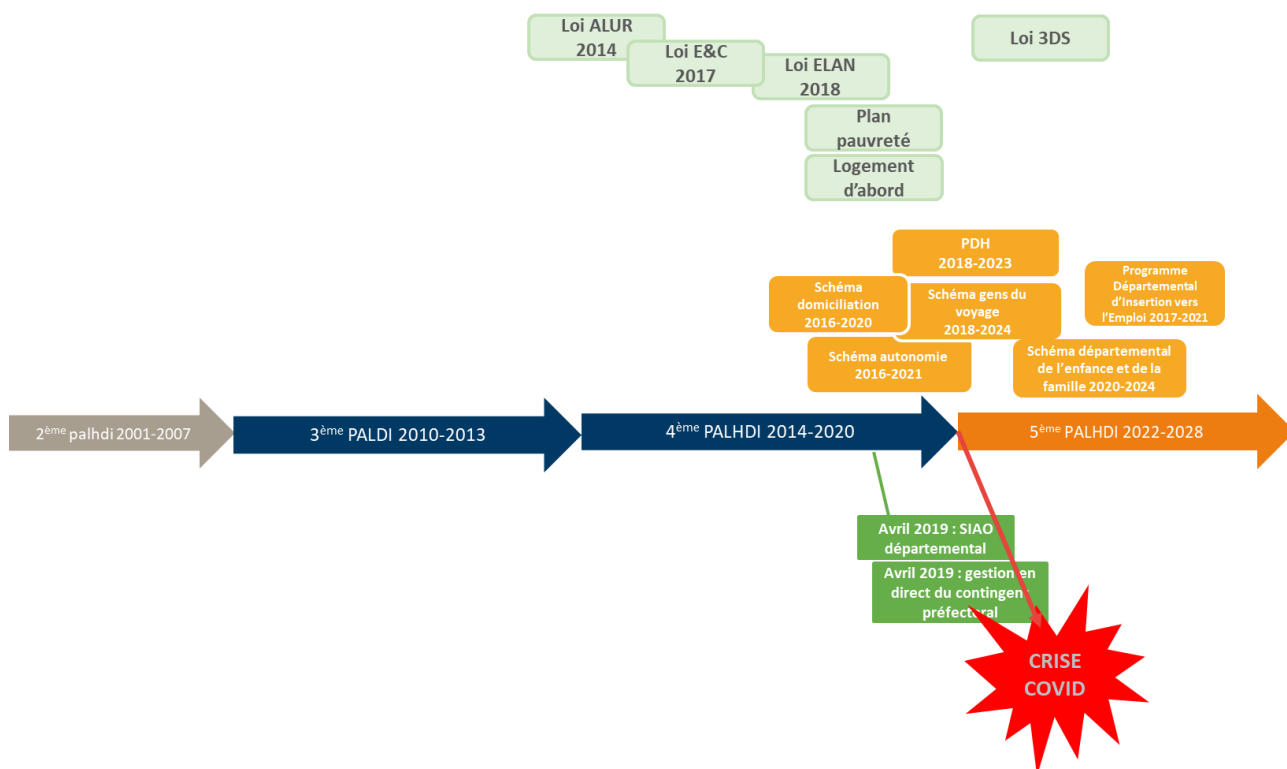 Loi ALUR
2014
Loi E&C
2017
Loi ELAN
2018
Loi 3DS
Plan
pauvreté
Logement
d'abord
PDH
2018-2023
Schéma
domiciliation
2016-2020
Schéma gens du
voyage
2018-2024
Programme
Départemental
d'Insertion vers
l'Emploi 2017-2021
Schéma autonomie
2016-2021
Schéma départemental
de l'enfance et de la
famille 2020-2024
2ème palhdi 2001-2007
3ème PALDI 2010-2013
4ème PALHDI 2014-2020
5ème PALHDI 2022-2028
Avril 2019 : SIAO
départemental
Avril 2019 : gestion en
direct du contingent
préfectoral
CRISE
COVID